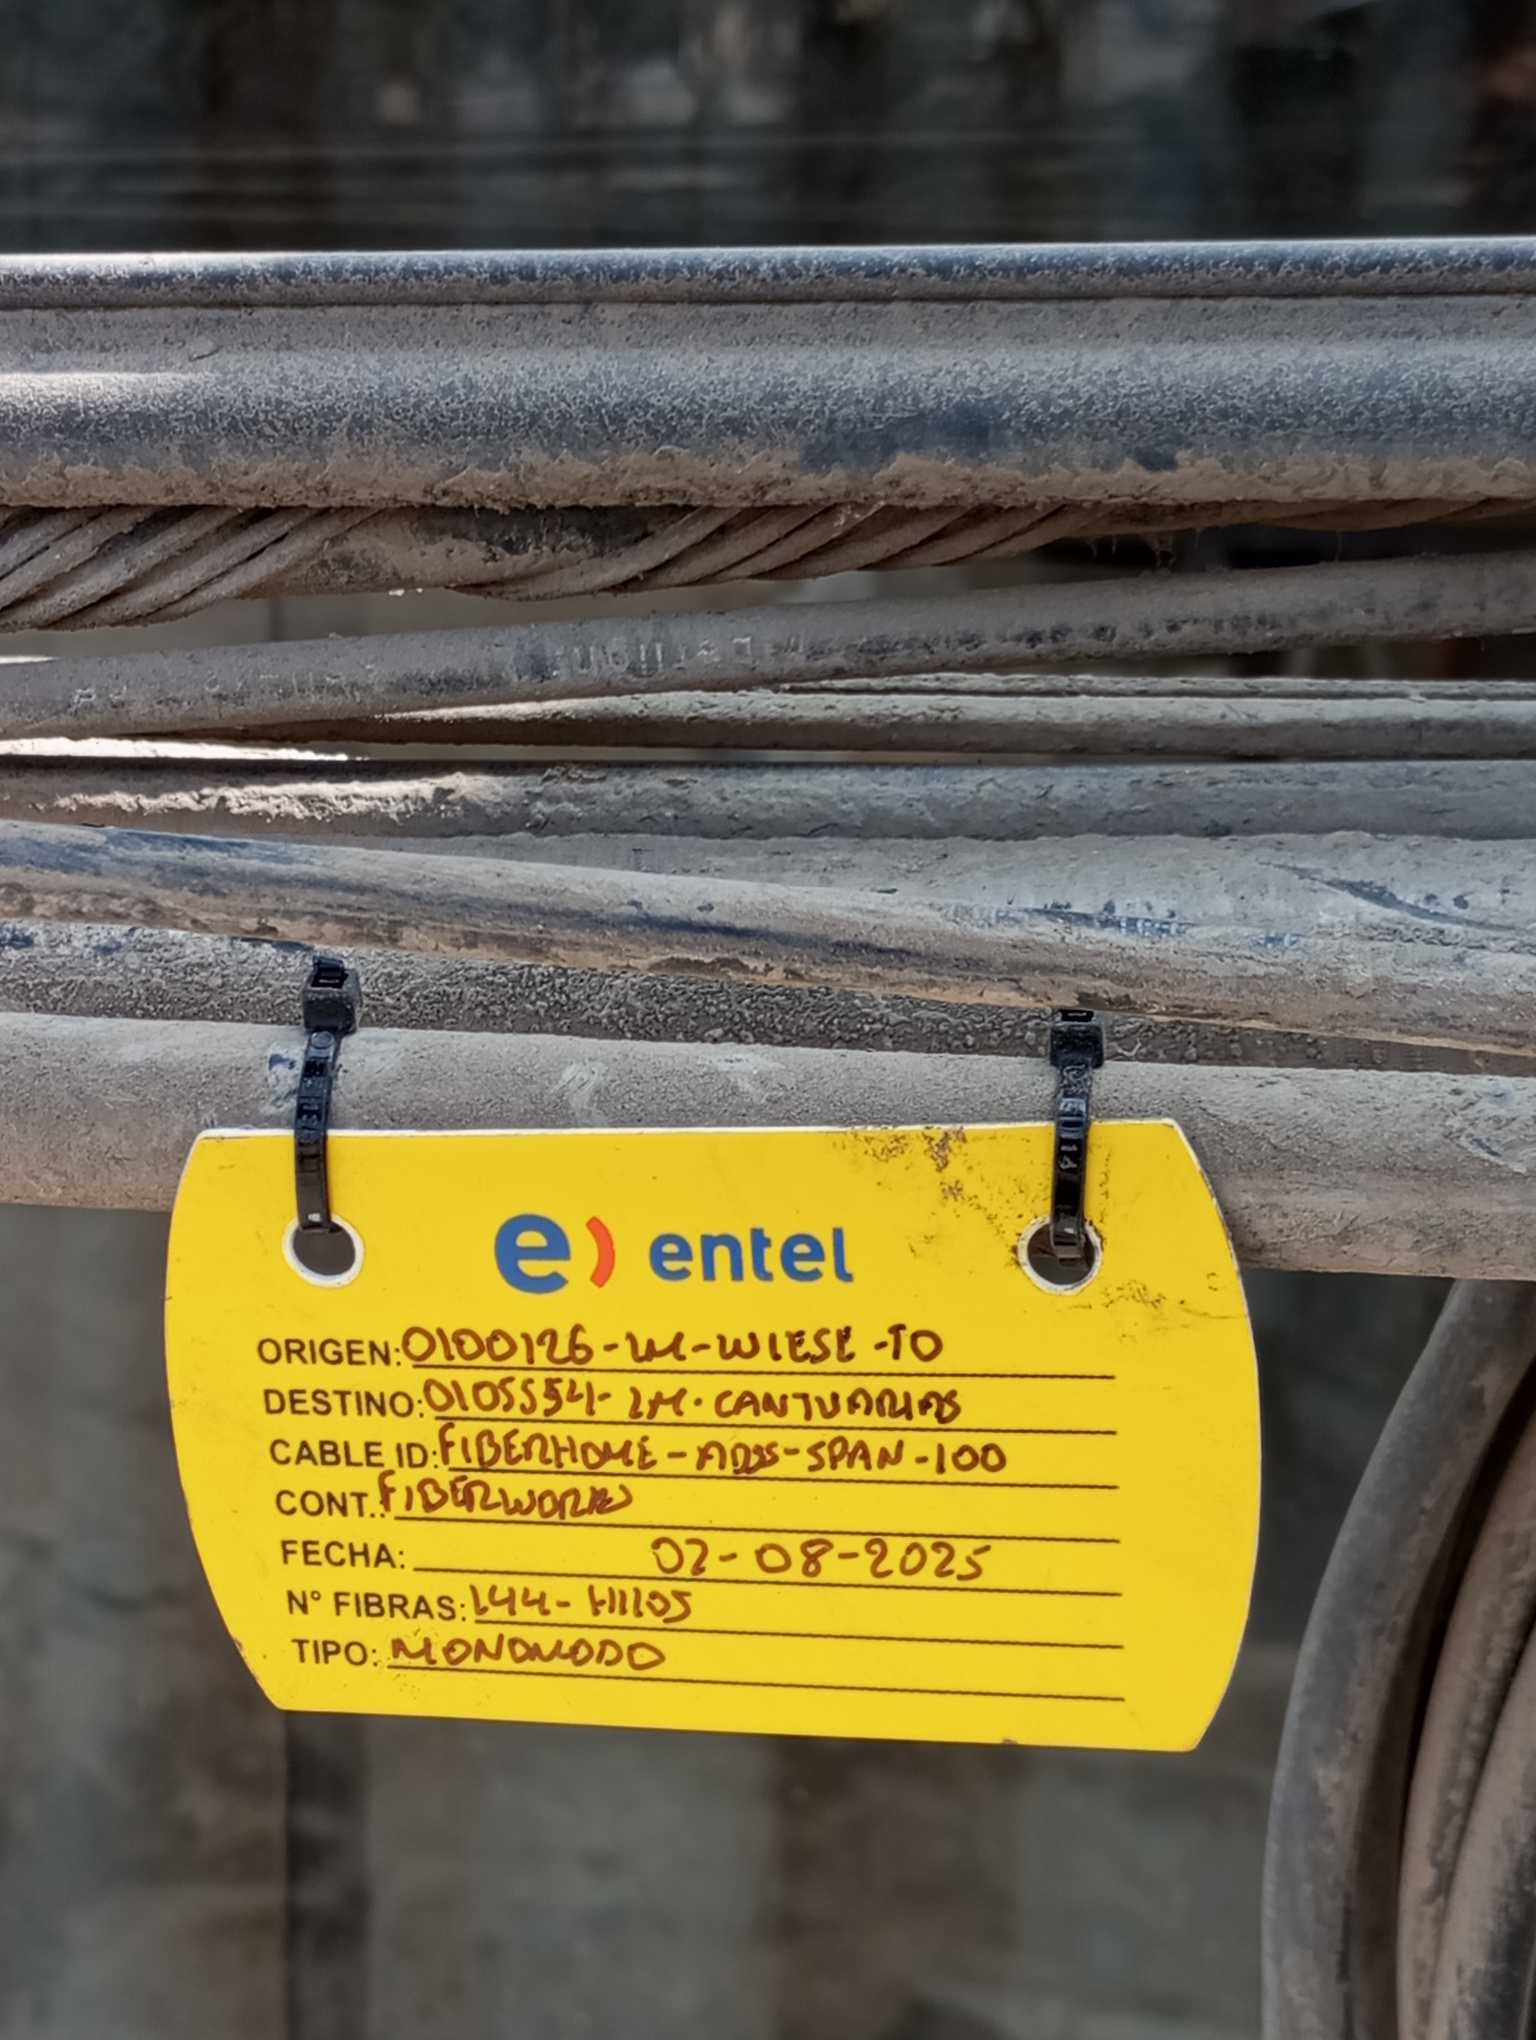 e) entel
ORIGEN: 0100126-LM-WIESE-TO
DESTINO: 0105554-LM-CANTUARIAS
CABLE ID: FIBERHOME-ADSS-SPAN-100
CONT.: FIBERWORK
FECHA: 02-08-2025
N° FIBRAS: 144-HILOS
TIPO: MONOMODO